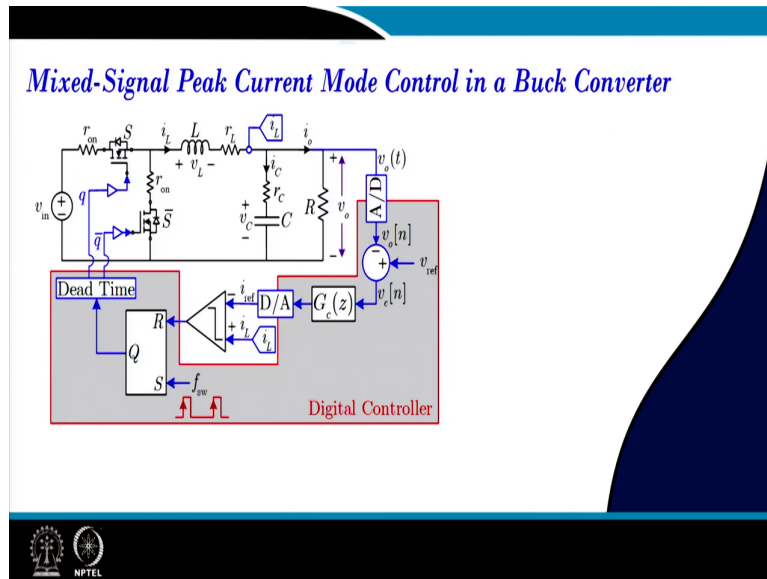 Mixed-Signal Peak Current Mode Control in a Buck Converter
r_on S i_L L r_L i_L i_o
+ v_L −
v_in + −
q
r_on
q̅
S̅
i_C
r_C
+ v_C −
C
R
+ v_o −
v_o(t)
A/D
v_o[n]
− +
v_ref
v_e[n]
Dead Time
i_ref D/A G_c(z)
− + i_L i_L
R
Q
S f_sw
Digital Controller
NPTEL